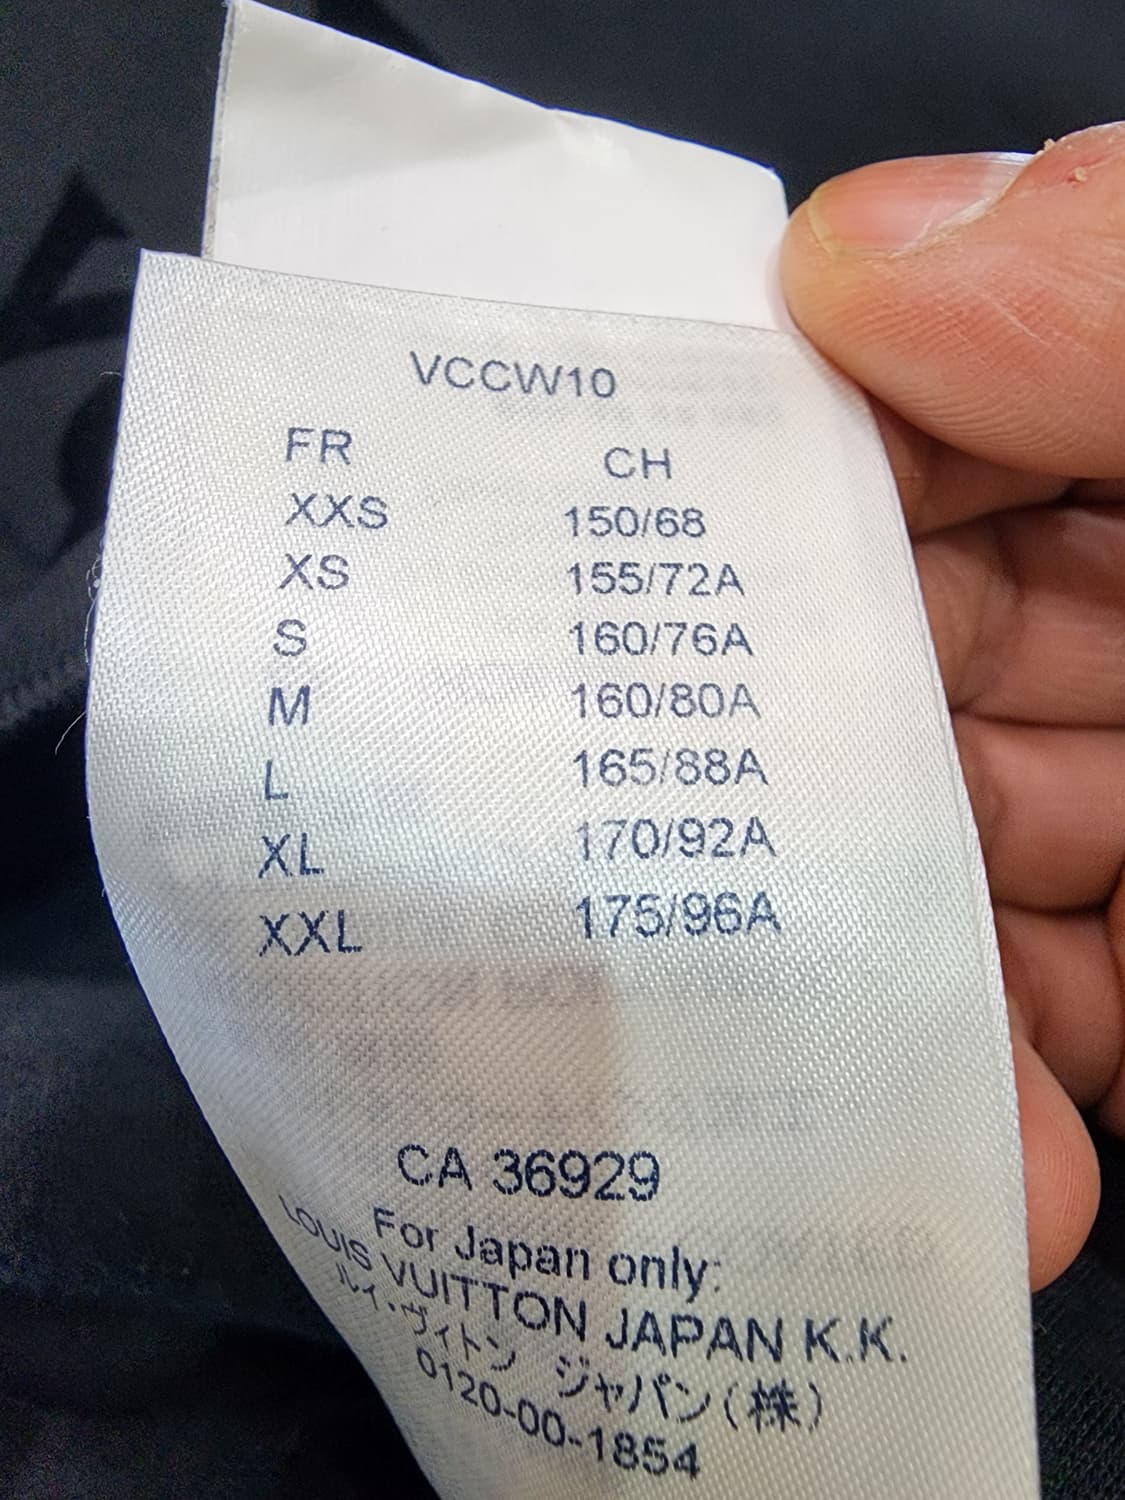 VCCW10
FR CH
XXS 150/68
XS 155/72A
S 160/76A
M 160/80A
L 165/88A
XL 170/92A
XXL 175/96A
CA 36929
For Japan only:
LOUIS VUITTON JAPAN K.K.
ルイ・ヴィトン ジャパン(株)
0120-00-1854